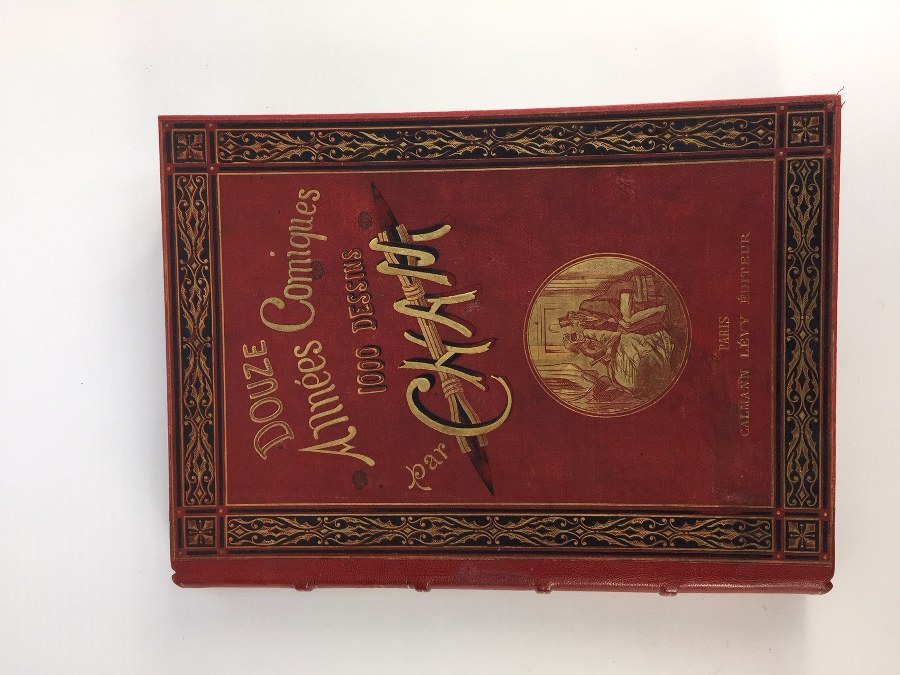 DOUZE
Années Comiques
1000 DESSINS
par CHAM
PARIS
CALMANN LÉVY ÉDITEUR